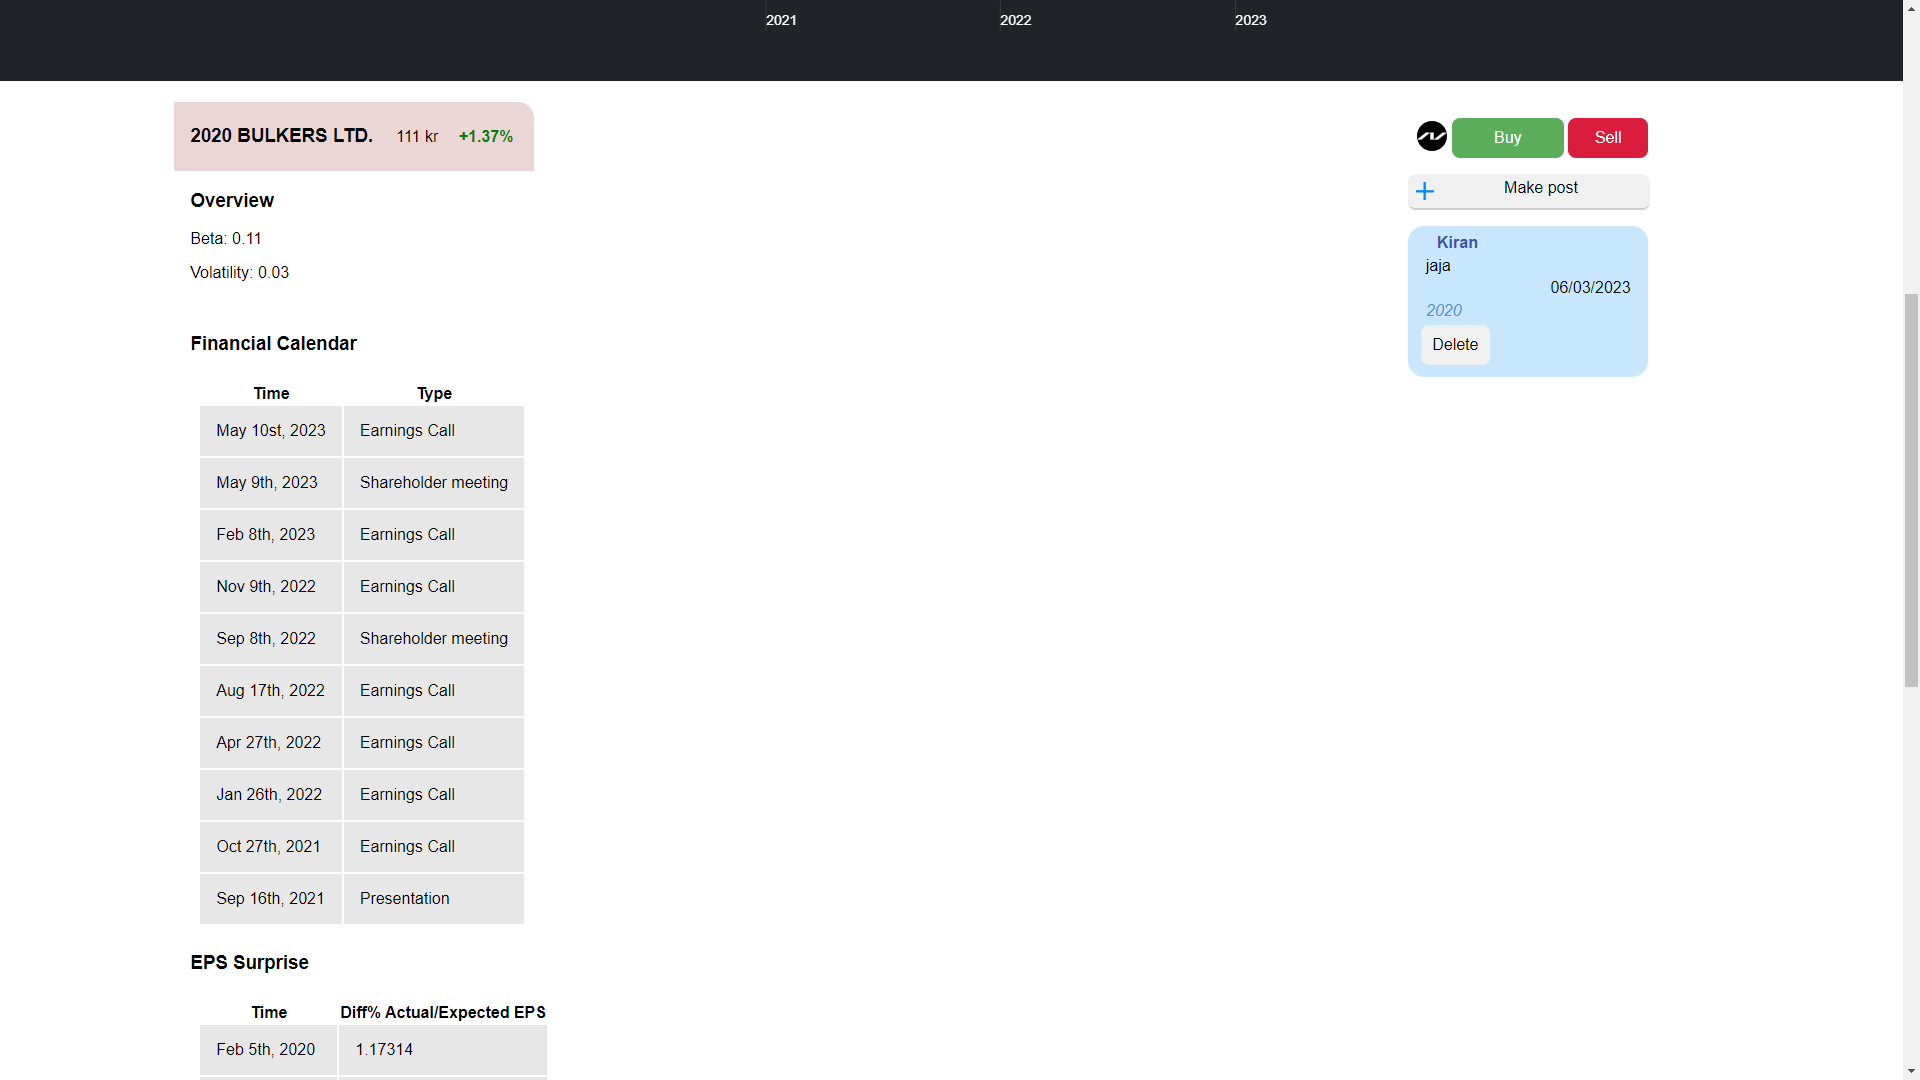 2021 2022 2023
2020 BULKERS LTD. 111 kr +1.37%
Overview
Beta: 0.11
Volatility: 0.03
Financial Calendar
Time Type
May 10st, 2023 Earnings Call
May 9th, 2023 Shareholder meeting
Feb 8th, 2023 Earnings Call
Nov 9th, 2022 Earnings Call
Sep 8th, 2022 Shareholder meeting
Aug 17th, 2022 Earnings Call
Apr 27th, 2022 Earnings Call
Jan 26th, 2022 Earnings Call
Oct 27th, 2021 Earnings Call
Sep 16th, 2021 Presentation
EPS Surprise
Time Diff% Actual/Expected EPS
Feb 5th, 2020 1.17314
Buy Sell
Make post
Kiran
jaja
06/03/2023
2020
Delete